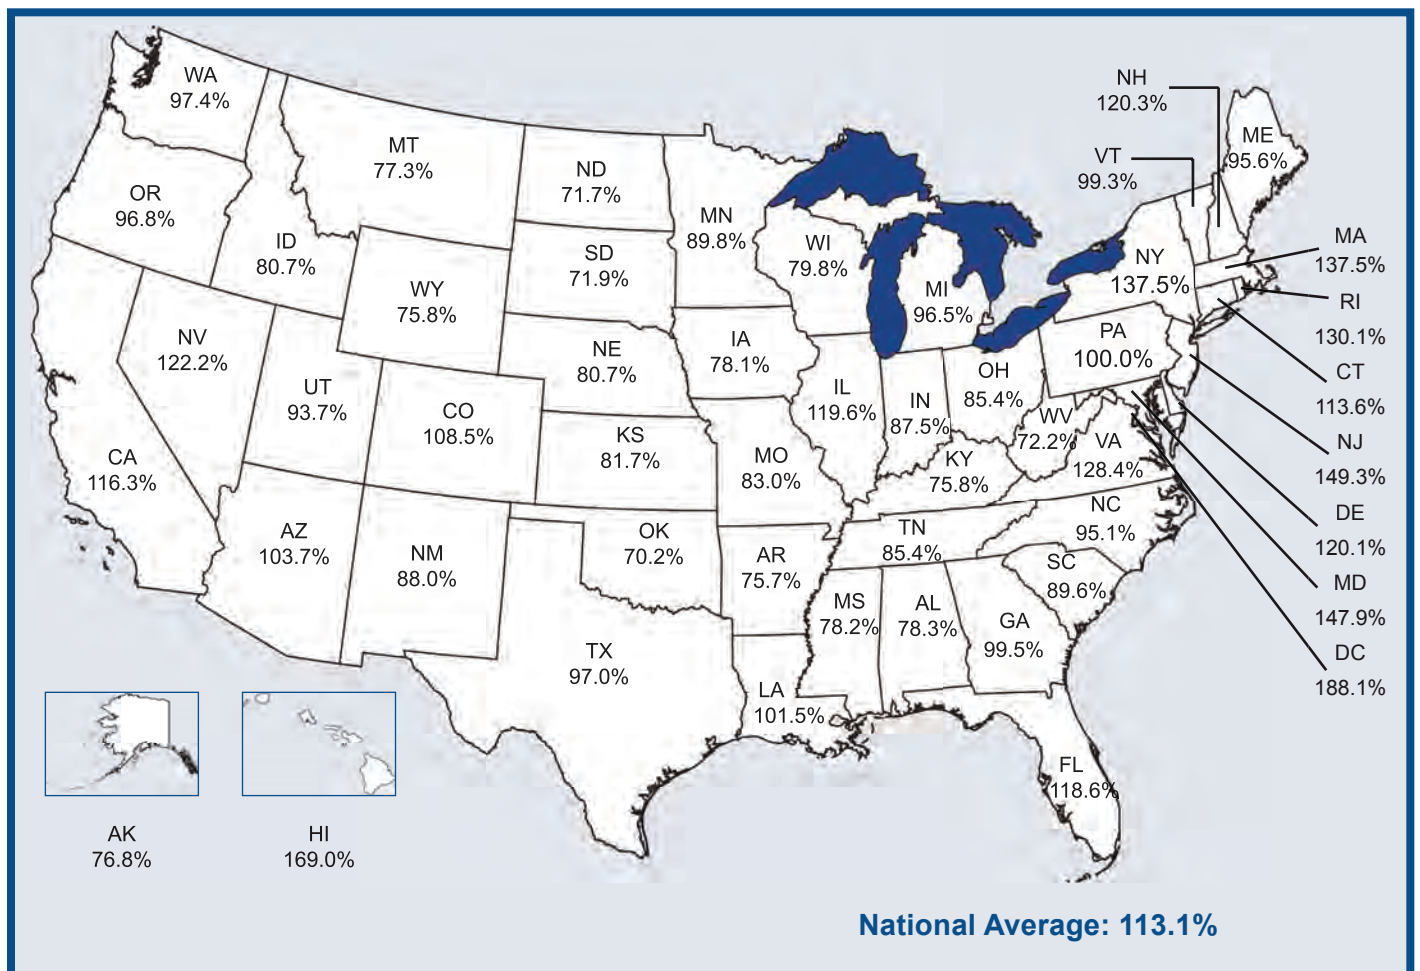 WA
97.4%
MT
77.3%
ND
71.7%
MN
89.8%
NH
120.3%
VT
99.3%
ME
95.6%
OR
96.8%
ID
80.7%
SD
71.9%
WI
79.8%
MI
96.5%
NY
137.5%
MA
137.5%
RI
130.1%
WY
75.8%
NV
122.2%
UT
93.7%
CO
108.5%
NE
80.7%
IA
78.1%
IL
119.6%
IN
87.5%
OH
85.4%
PA
100.0%
CT
113.6%
NJ
149.3%
CA
116.3%
KS
81.7%
MO
83.0%
KY
75.8%
WV
72.2%
VA
128.4%
DE
120.1%
MD
147.9%
DC
188.1%
AZ
103.7%
NM
88.0%
OK
70.2%
AR
75.7%
TN
85.4%
NC
95.1%
SC
89.6%
TX
97.0%
LA
101.5%
MS
78.2%
AL
78.3%
GA
99.5%
FL
118.6%
AK
76.8%
HI
169.0%
National Average: 113.1%